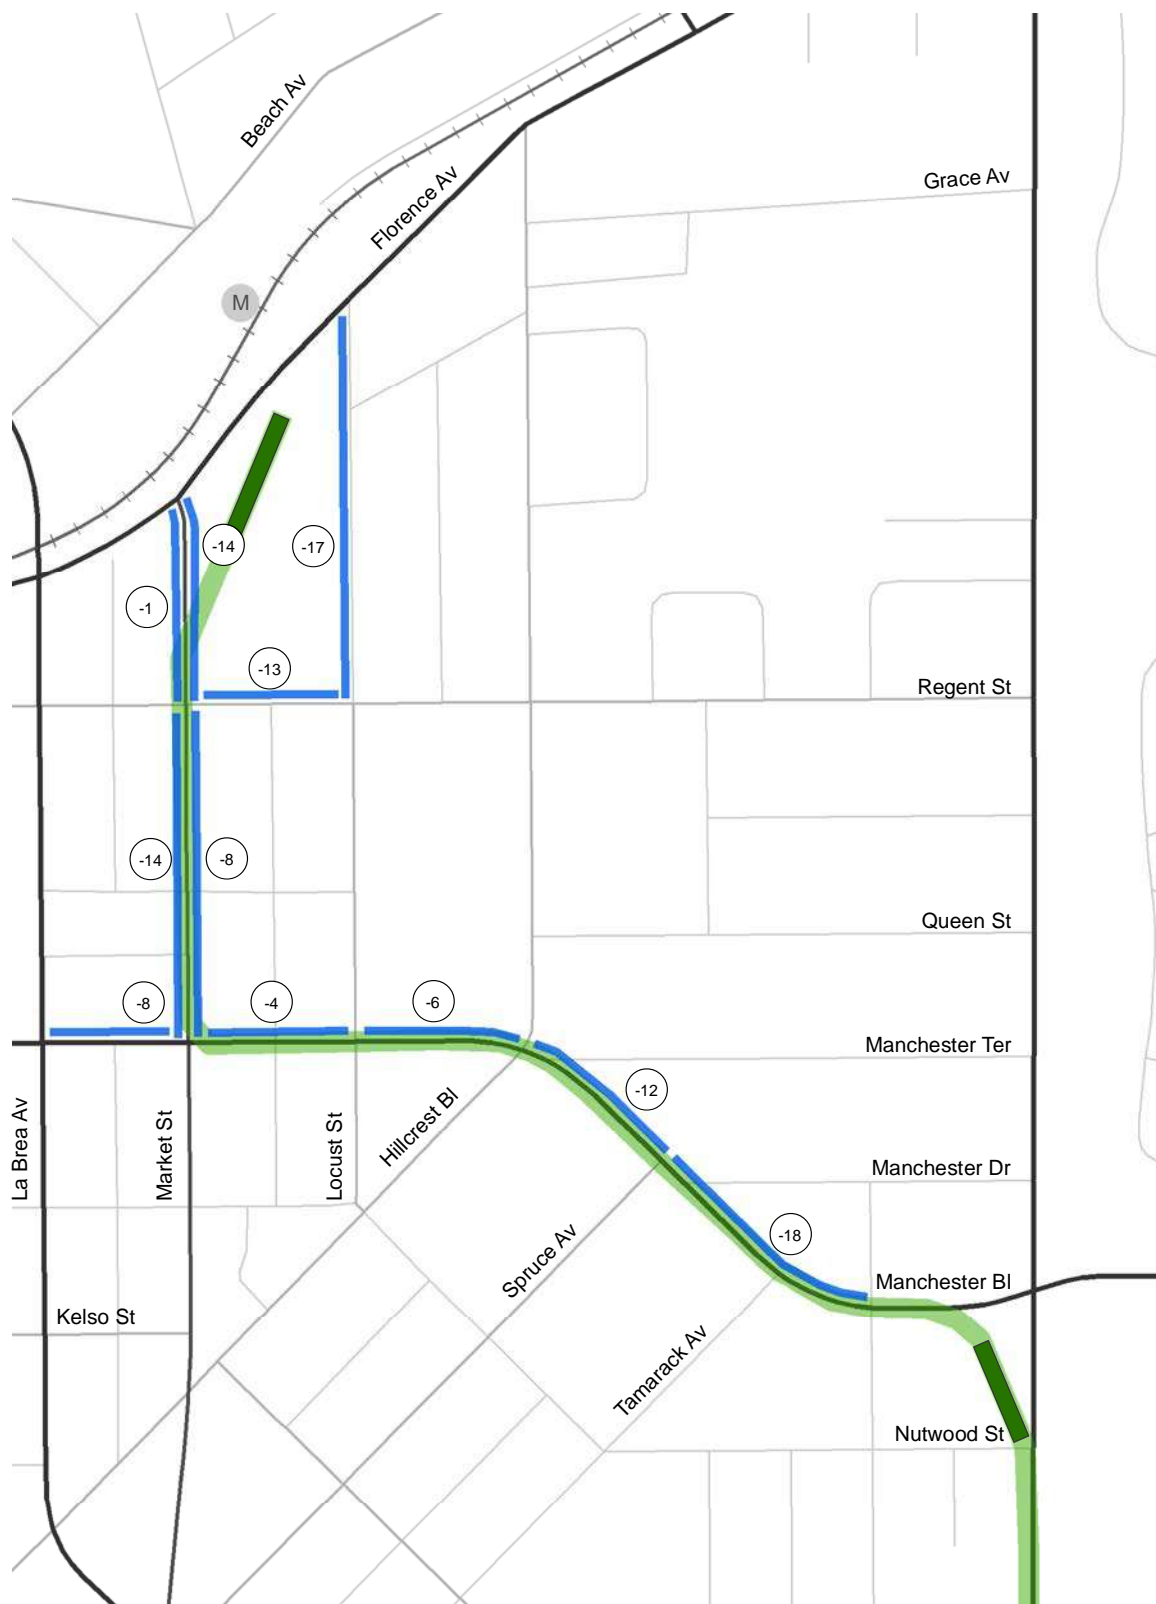 Beach Av
Grace Av
Florence Av
M
-14
-17
-1
-13
Regent St
-14
-8
Queen St
-8
-4
-6
Manchester Ter
-12
La Brea Av
Market St
Locust St
Hillcrest Bl
Manchester Dr
-18
Spruce Av
Manchester Bl
Kelso St
Tamarack Av
Nutwood St